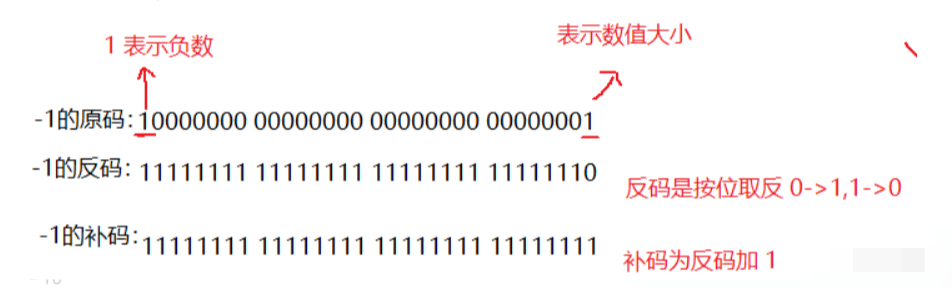 1 表示负数
表示数值大小
-1的原码:10000000 00000000 00000000 00000001
-1的反码: 11111111 11111111 11111111 11111110
反码是按位取反 0->1,1->0
-1的补码:11111111 11111111 11111111 11111111
补码为反码加 1